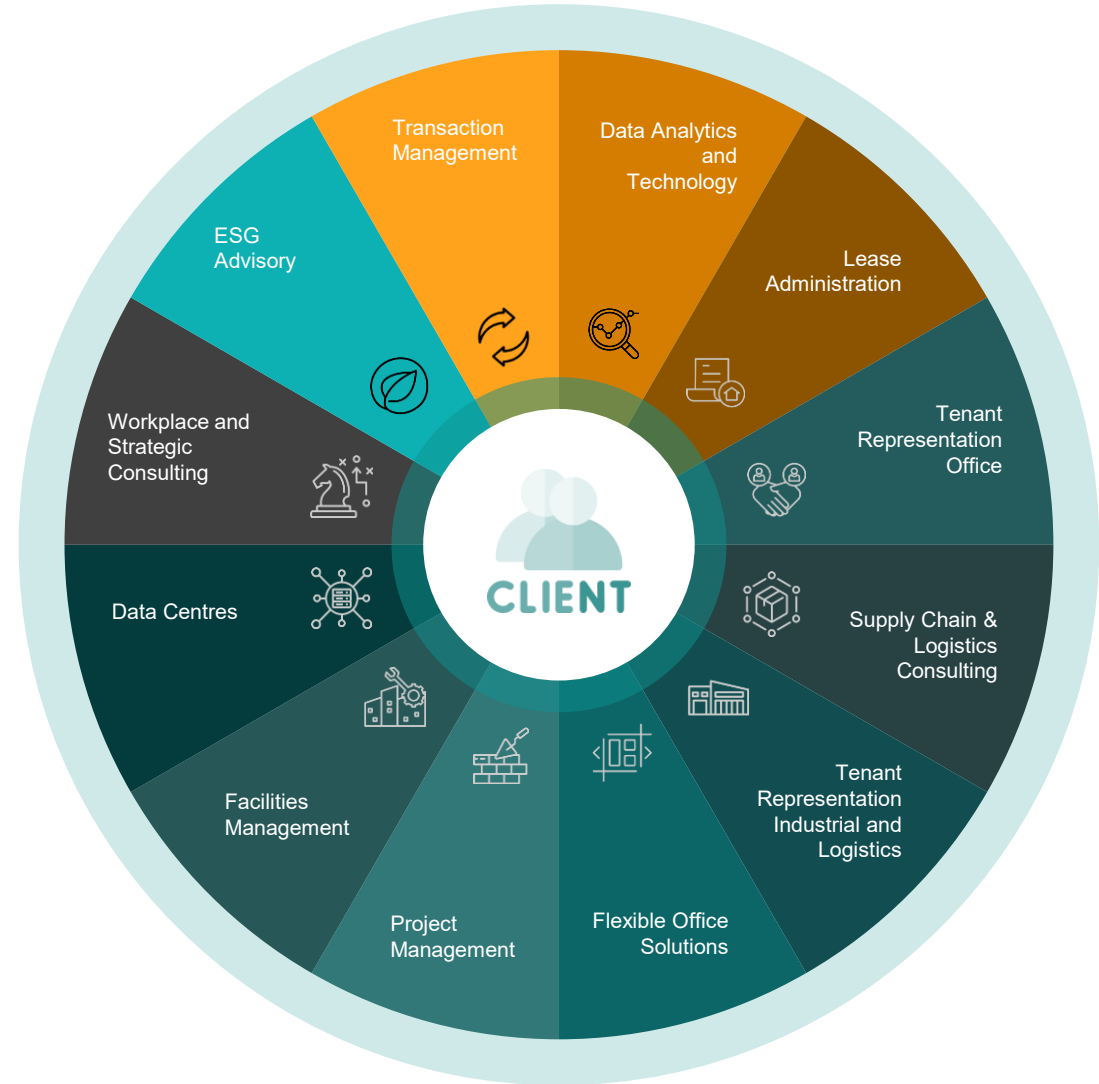 Transaction
Management
Data Analytics
and
Technology
Lease
Administration
Tenant
Representation
Office
Supply Chain &
Logistics
Consulting
Tenant
Representation
Industrial and
Logistics
Flexible Office
Solutions
Project
Management
Facilities
Management
Data Centres
Workplace and
Strategic
Consulting
ESG
Advisory
CLIENT